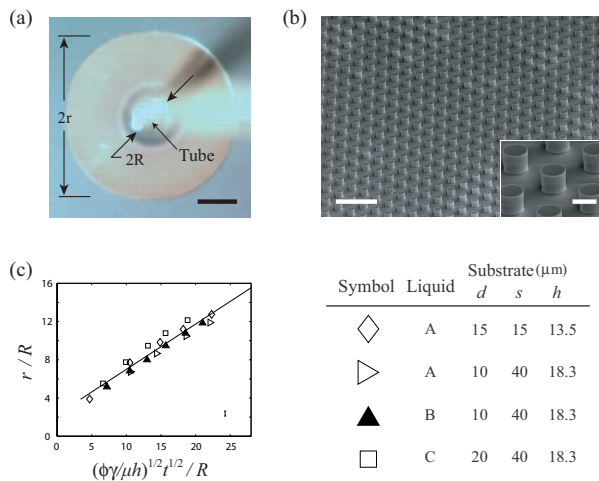 (a)
2r
2R
Tube
(b)
(c)
r / R
16
12
8
4
0
0 5 10 15 20 25
(ϕγ/μh)^{1/2}t^{1/2} / R
Substrate (μm)
Symbol Liquid d s h
A 15 15 13.5
A 10 40 18.3
B 10 40 18.3
C 20 40 18.3